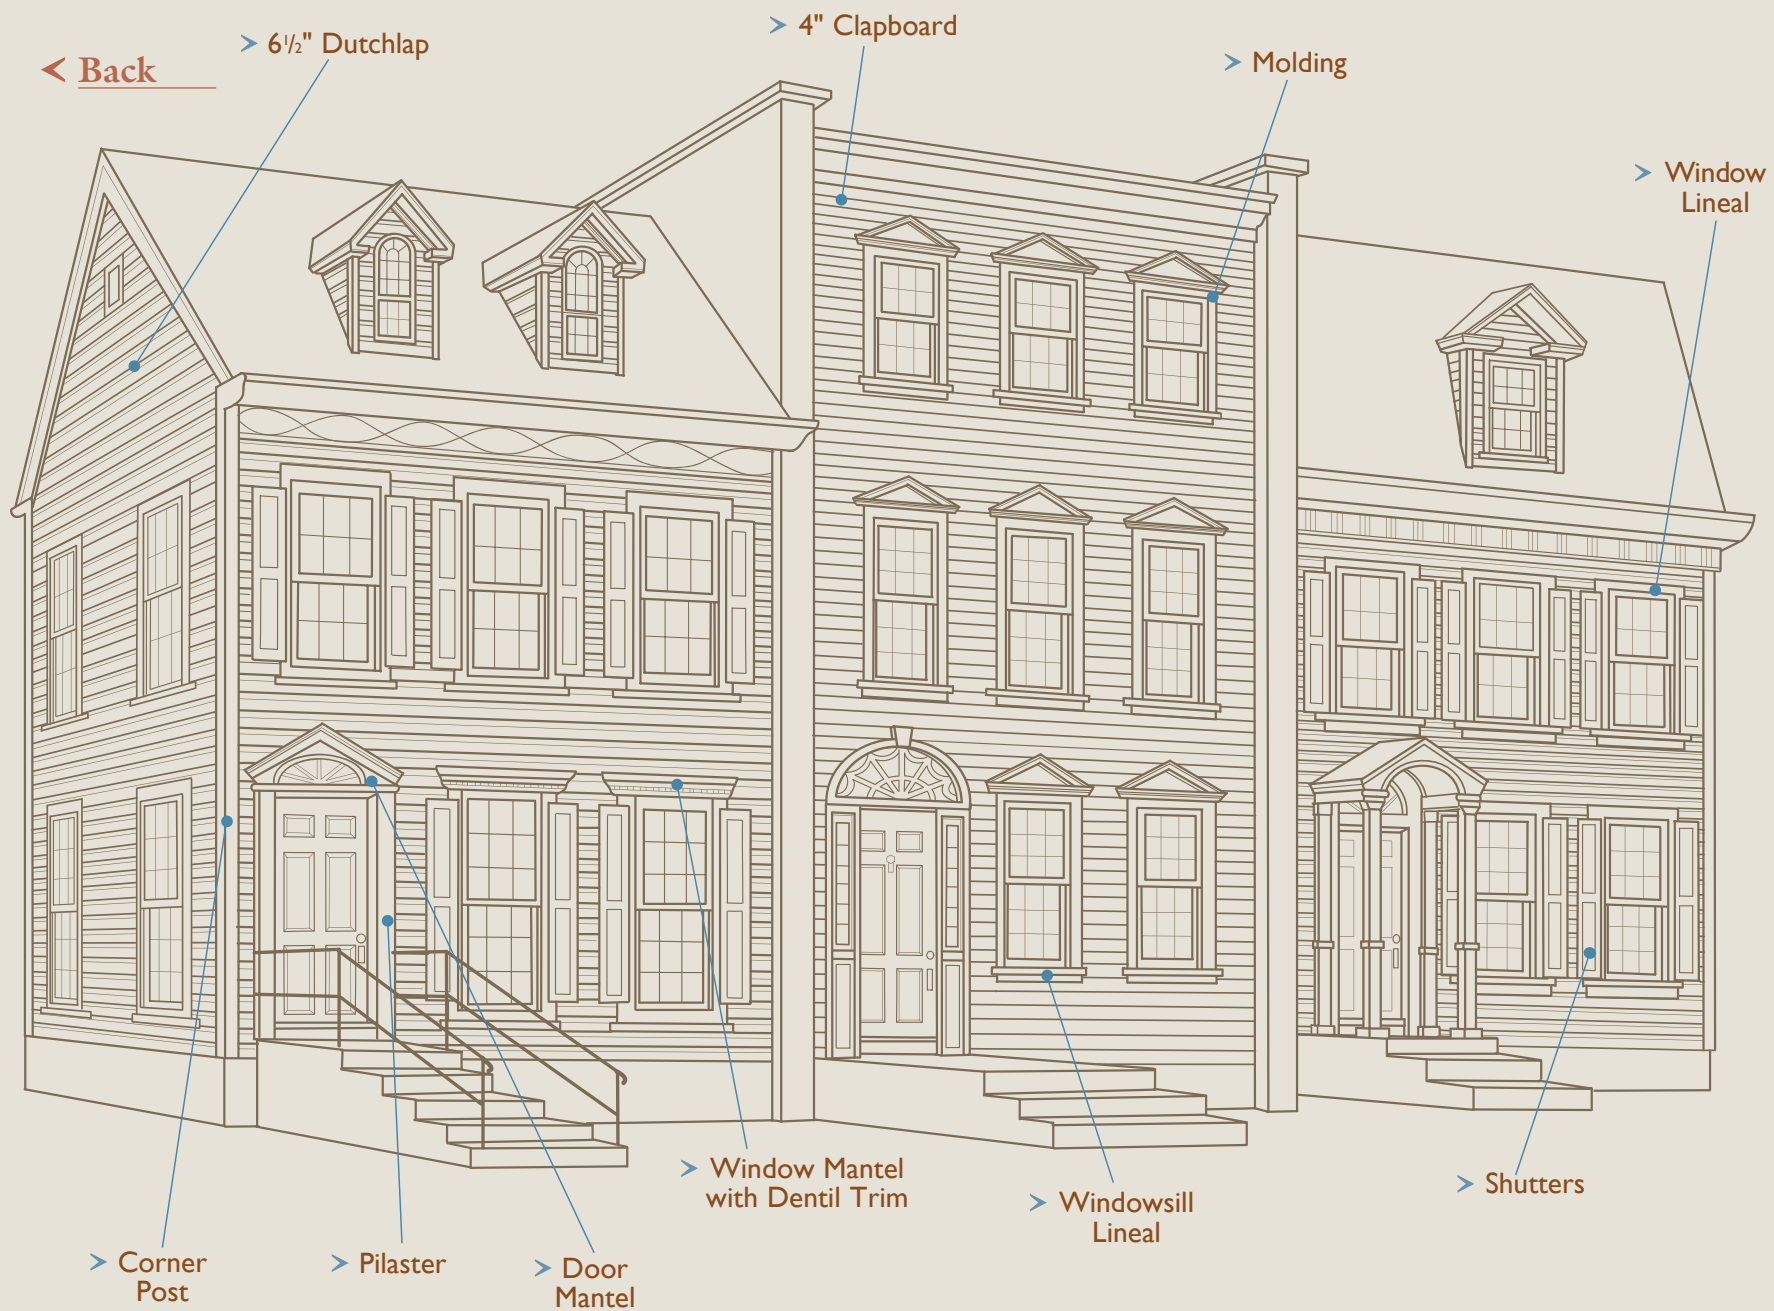 Back
6½" Dutchlap
4" Clapboard
Molding
Window
Lineal
Window Mantel
with Dentil Trim
Windowsill
Lineal
Shutters
Corner
Post
Pilaster
Door
Mantel